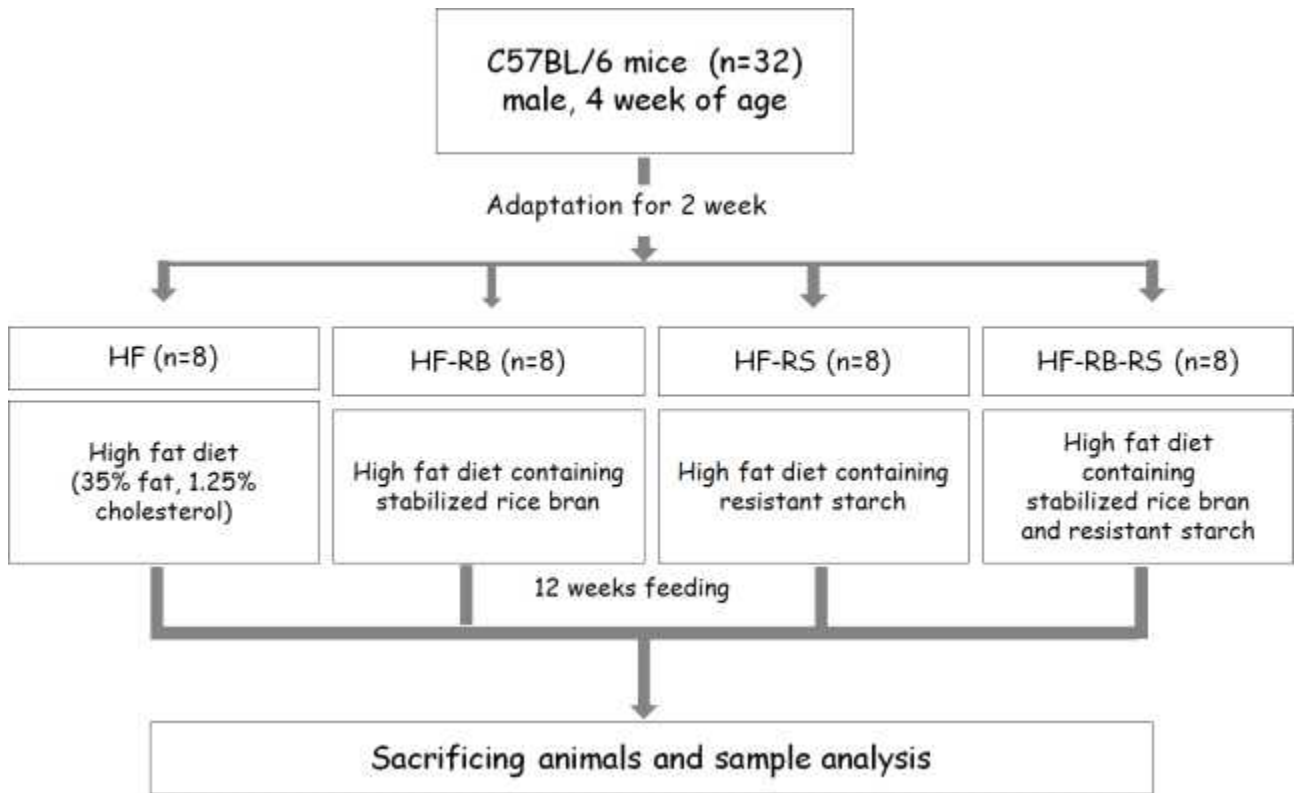 C57BL/6 mice (n=32)
male, 4 week of age
Adaptation for 2 week
HF (n=8)
High fat diet
(35% fat, 1.25%
cholesterol)
HF-RB (n=8)
High fat diet containing
stabilized rice bran
HF-RS (n=8)
High fat diet containing
resistant starch
HF-RB-RS (n=8)
High fat diet
containing
stabilized rice bran
and resistant starch
12 weeks feeding
Sacrificing animals and sample analysis